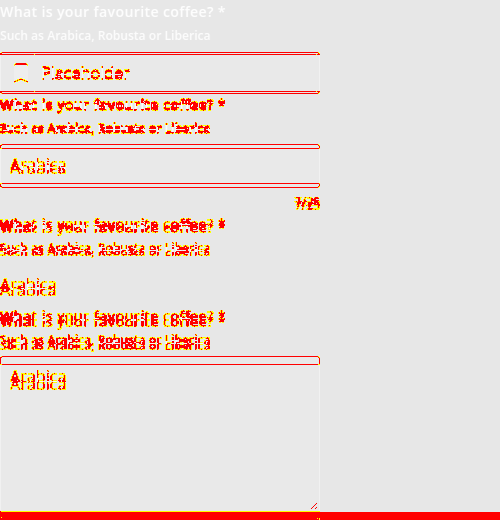 What is your favourite coffee? *
Such as Arabica, Robusta or Liberica
Placeholder
What is your favourite coffee? *
Such as Arabica, Robusta or Liberica
Arabica
7/25
What is your favourite coffee? *
Such as Arabica, Robusta or Liberica
Arabica
What is your favourite coffee? *
Such as Arabica, Robusta or Liberica
Arabica